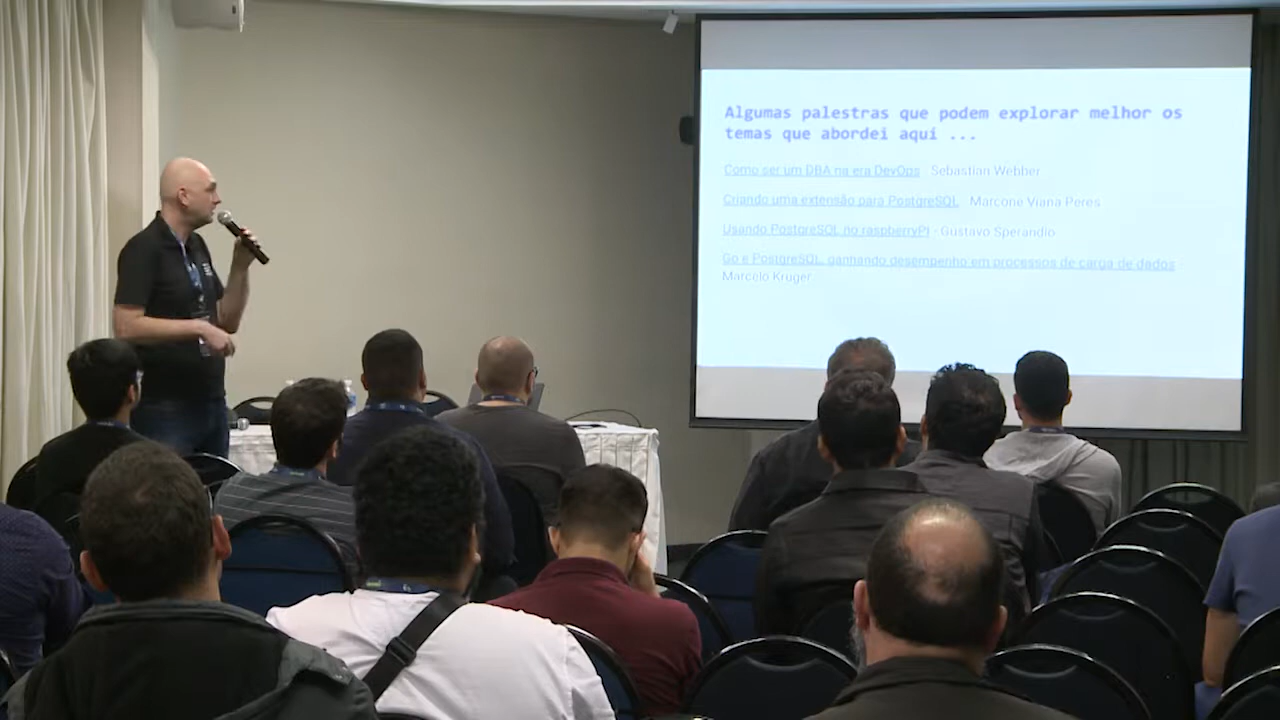 Algumas palestras que podem explorar melhor os
temas que abordei aqui ...
Como ser um DBA na era DevOps - Sebastian Webber
Criando uma extensão para PostgreSQL - Marcone Viana Peres
Usando PostgreSQL no raspberryPI - Gustavo Sperandio
Go e PostgreSQL, ganhando desempenho em processos de carga de dados
Marcelo Kruger